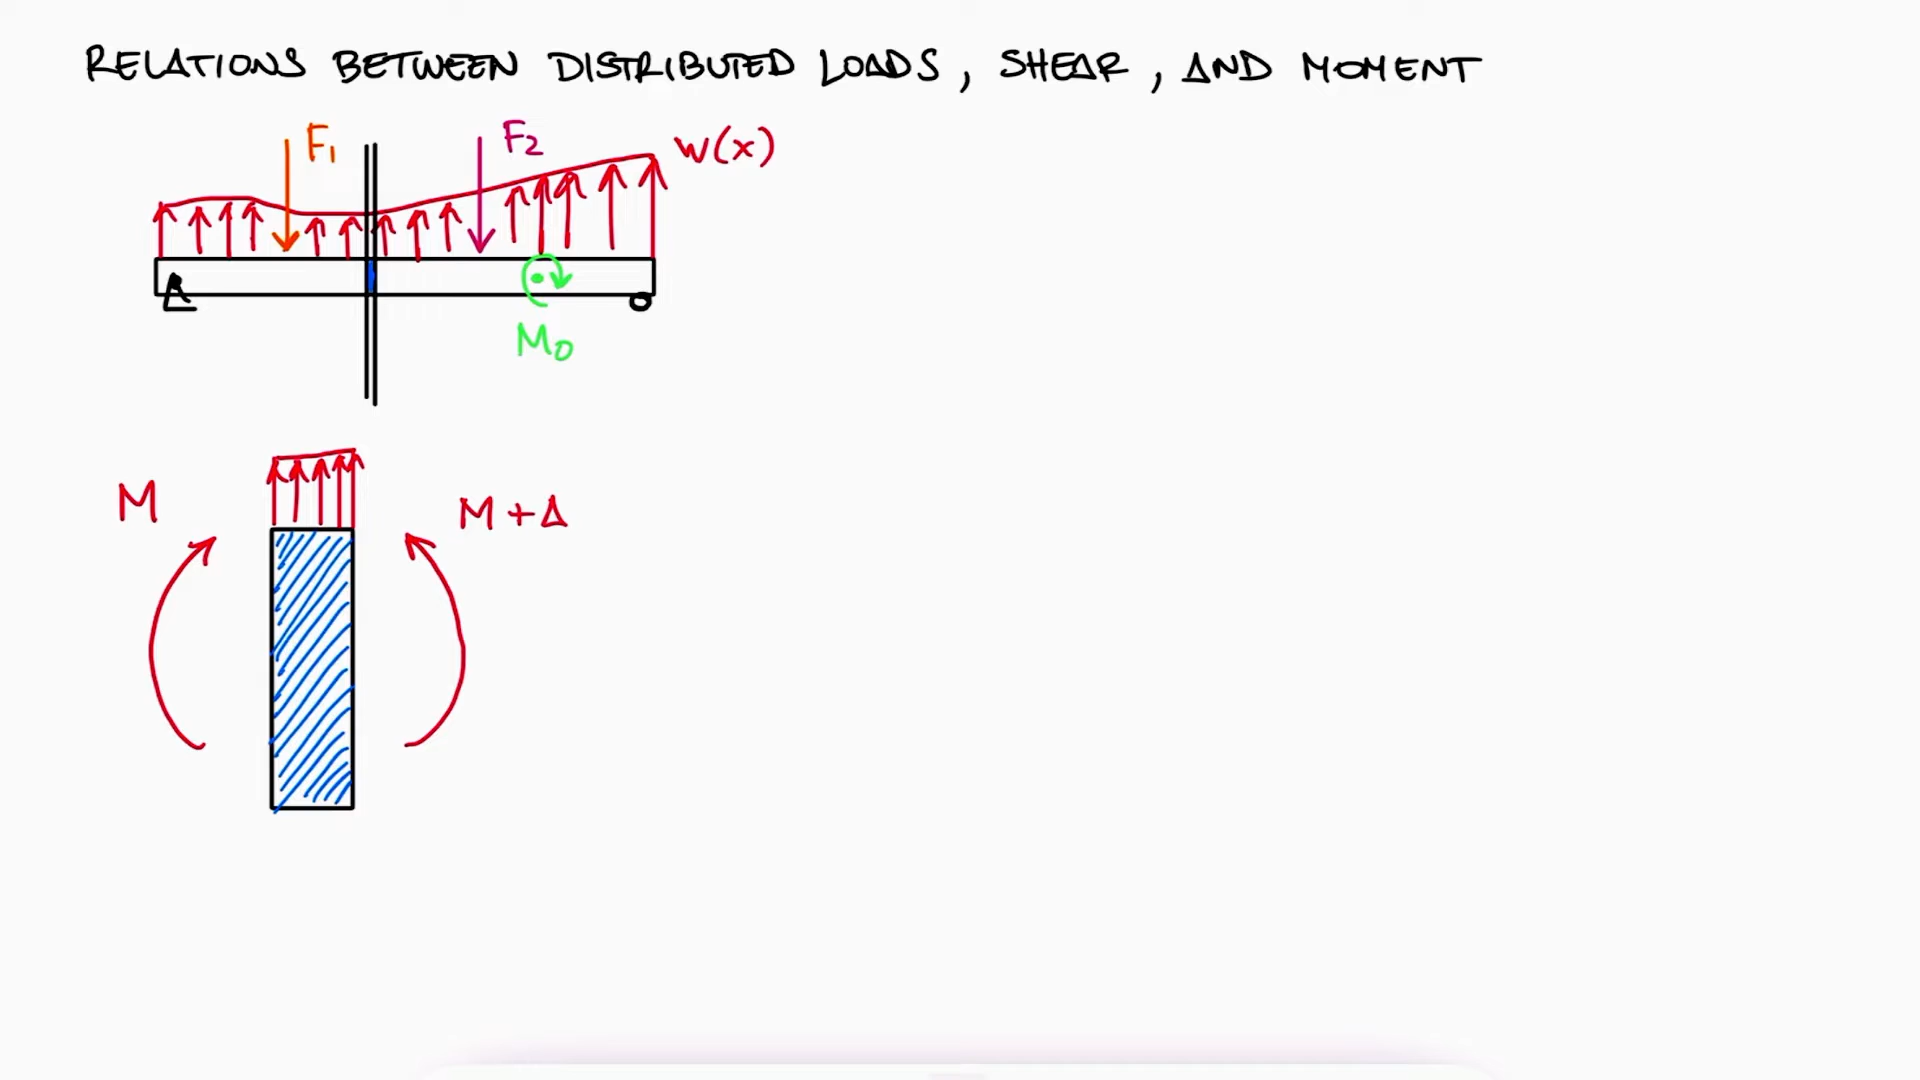 RELATIONS BETWEEN DISTRIBUTED LOADS, SHEAR, AND MOMENT
F1 F2 W(x)
M0
M M+Δ